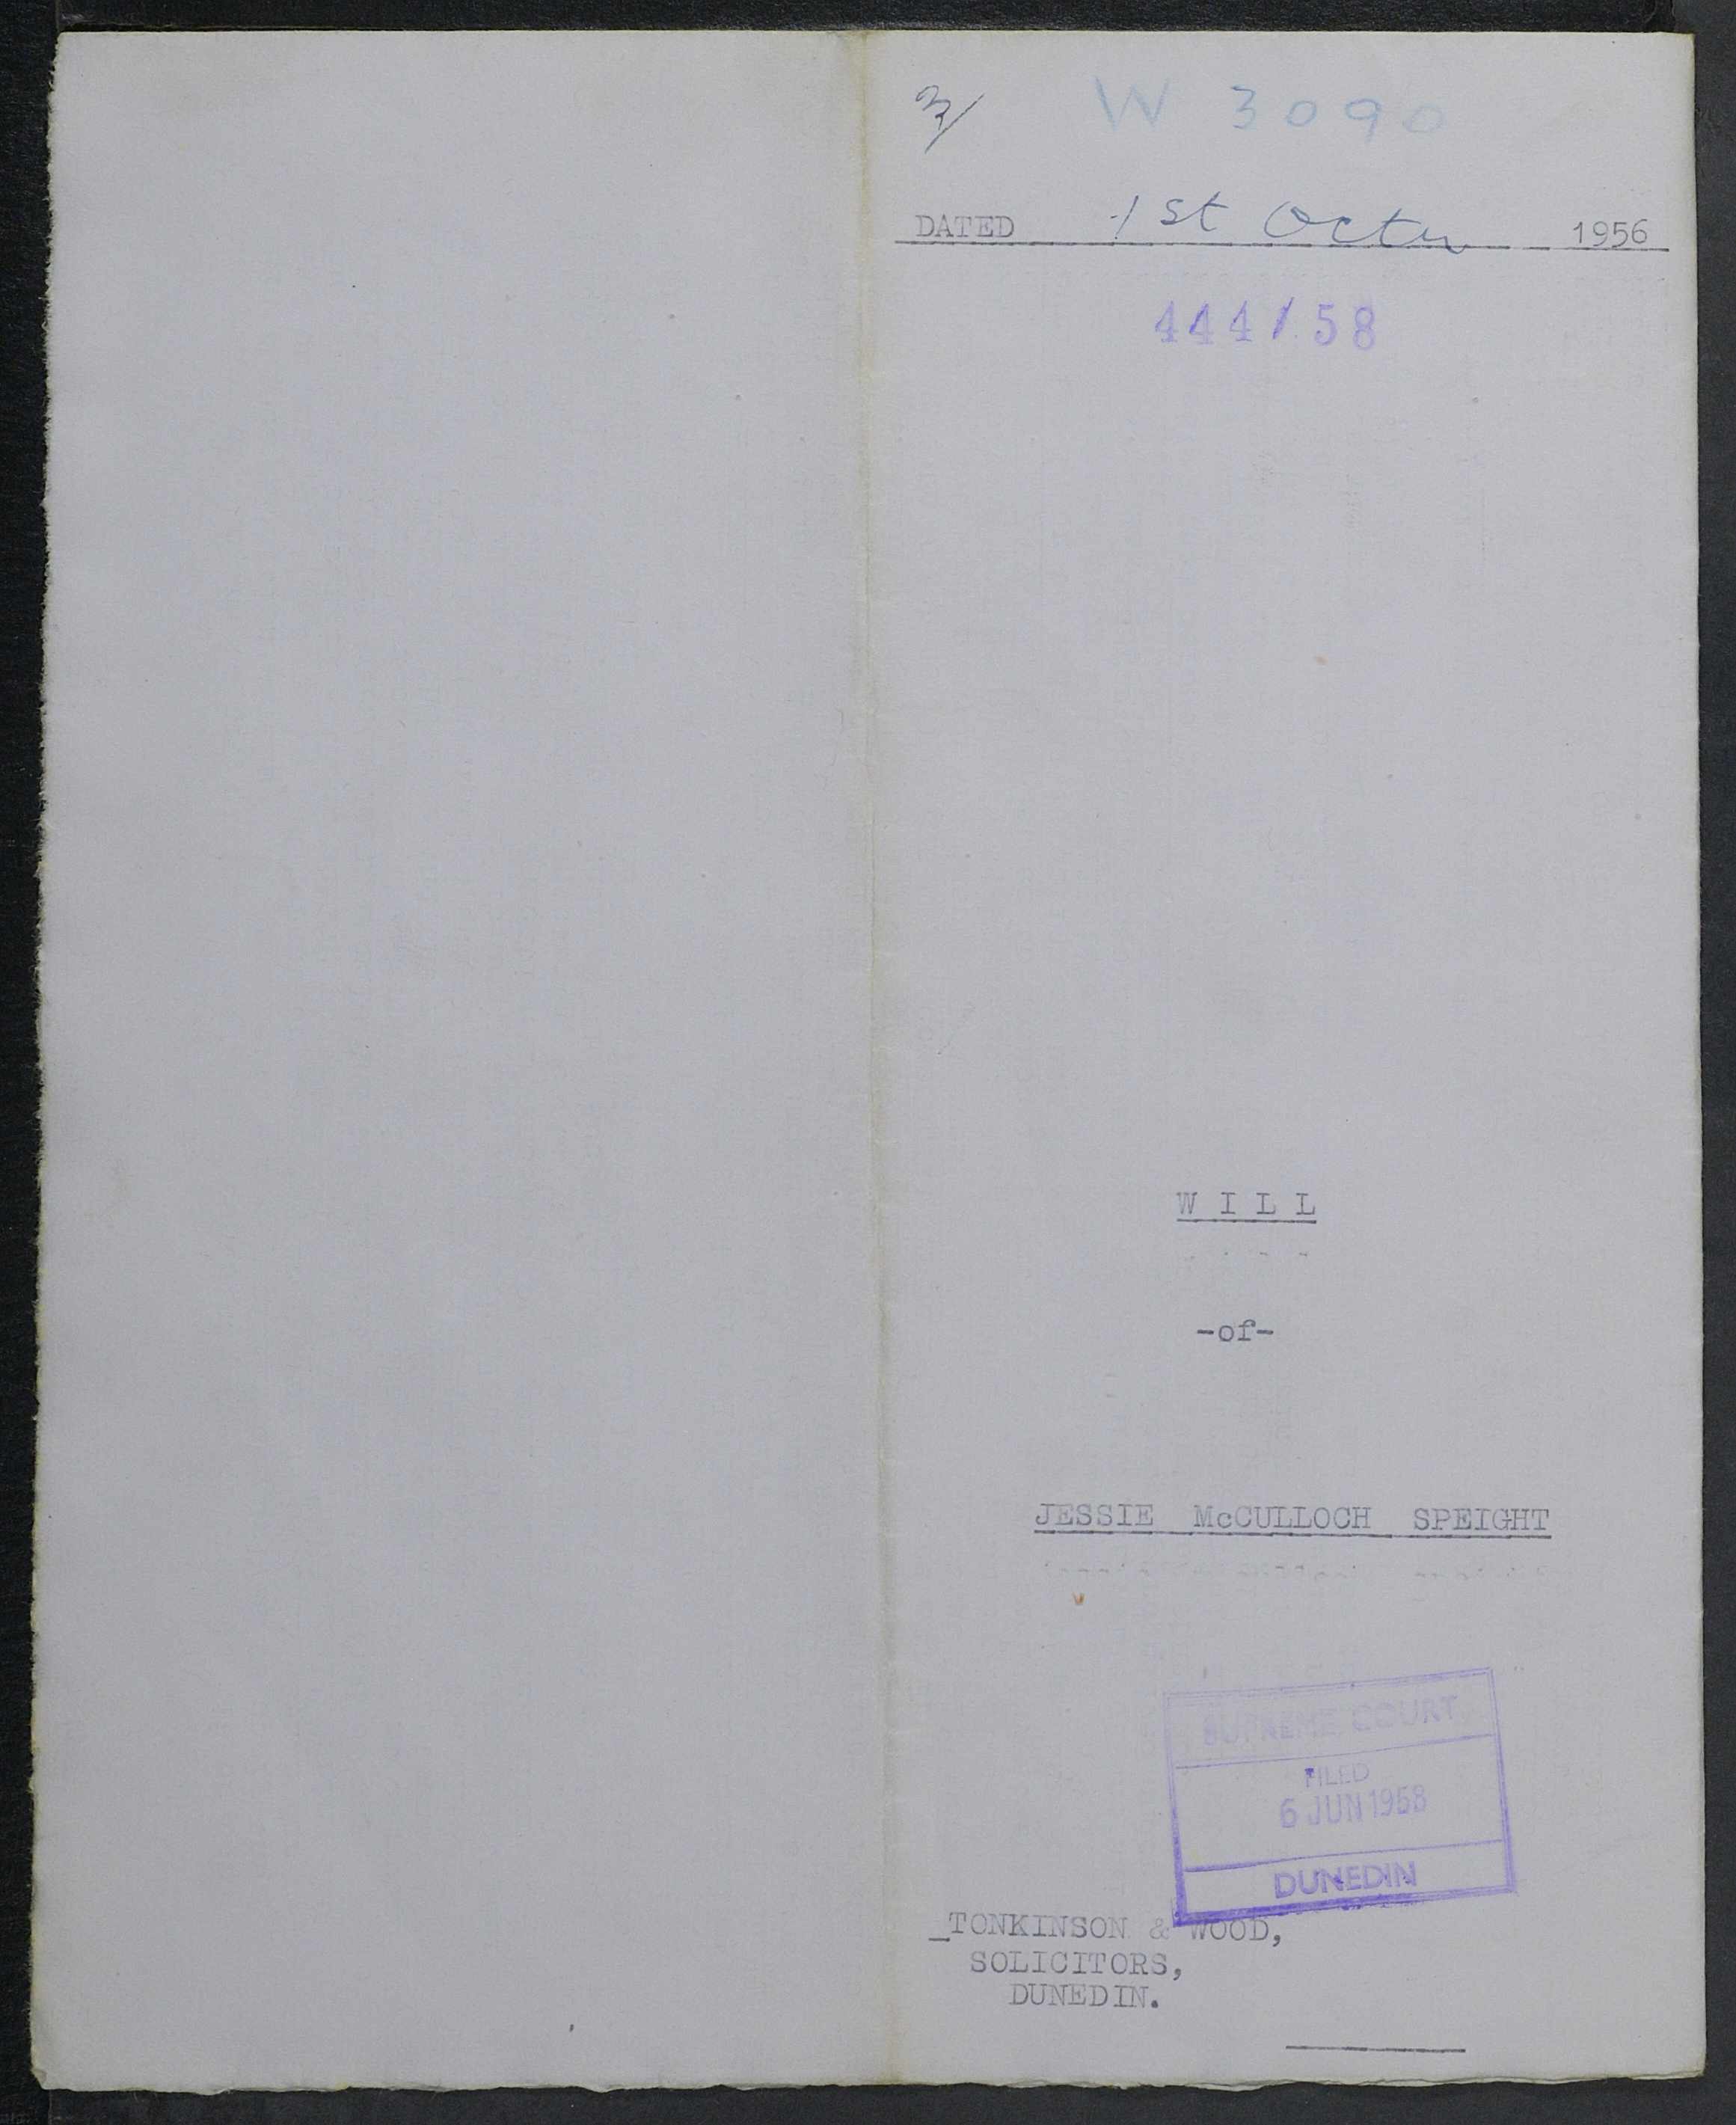 W 3090
DATED 1st Octr 1956
444/58
W I L L
-of-
JESSIE McCULLOCH SPEIGHT
SUPREME COURT
FILED
6 JUN 1958
DUNEDIN
TONKINSON & WOOD,
SOLICITORS,
DUNEDIN.